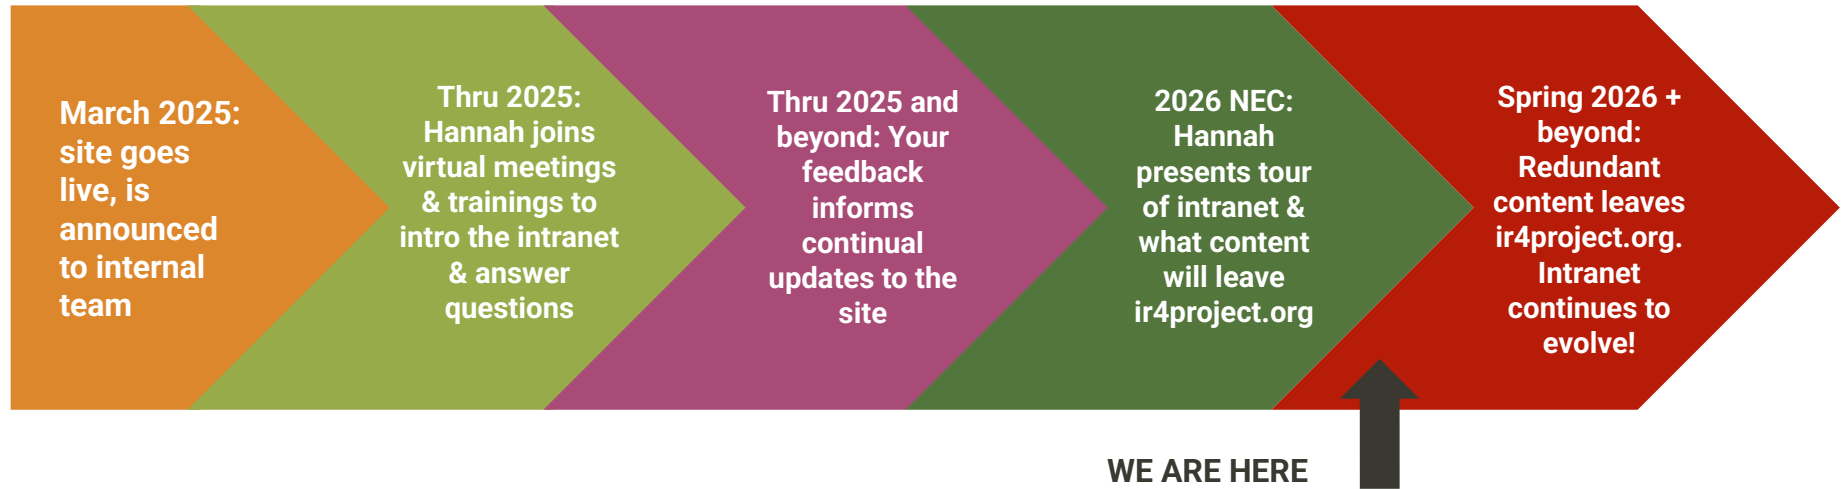 March 2025:
site goes
live, is
announced
to internal
team
Thru 2025:
Hannah joins
virtual meetings
& trainings to
intro the intranet
& answer
questions
Thru 2025 and
beyond: Your
feedback
informs
continual
updates to the
site
2026 NEC:
Hannah
presents tour
of intranet &
what content
will leave
ir4project.org
Spring 2026 +
beyond:
Redundant
content leaves
ir4project.org.
Intranet
continues to
evolve!
WE ARE HERE